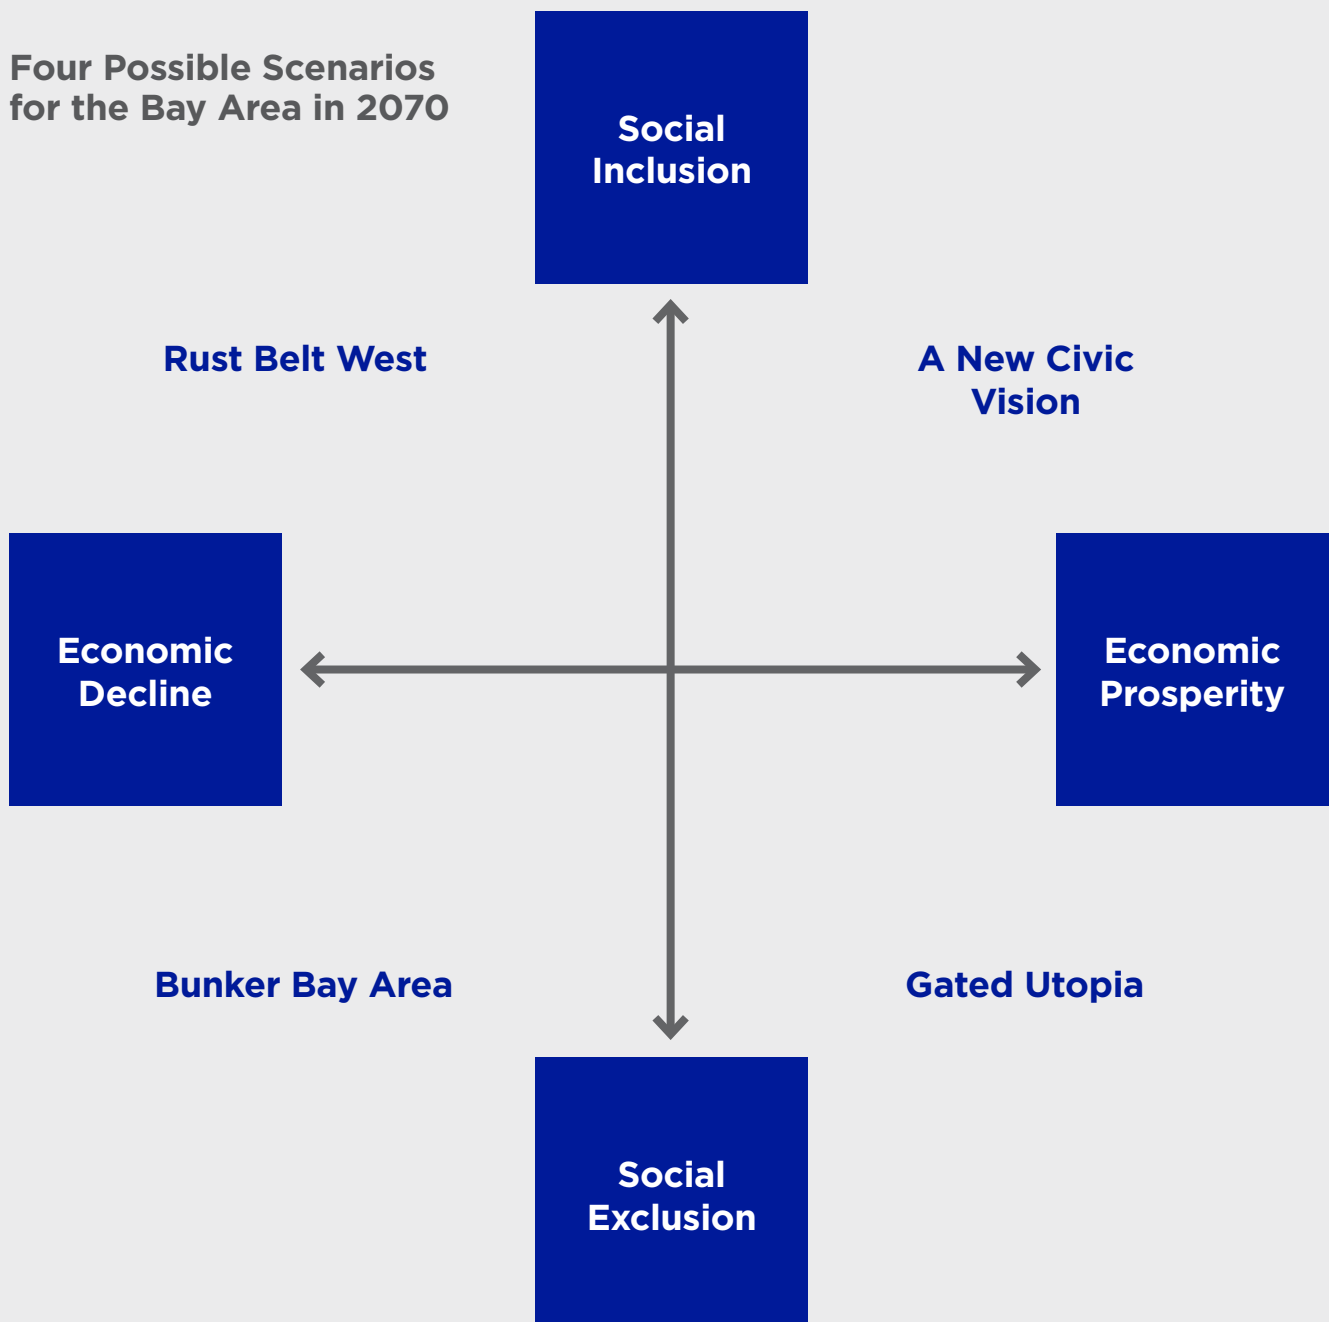 Four Possible Scenarios
for the Bay Area in 2070
Social
Inclusion
Rust Belt West
A New Civic
Vision
Economic
Decline
Economic
Prosperity
Bunker Bay Area
Gated Utopia
Social
Exclusion